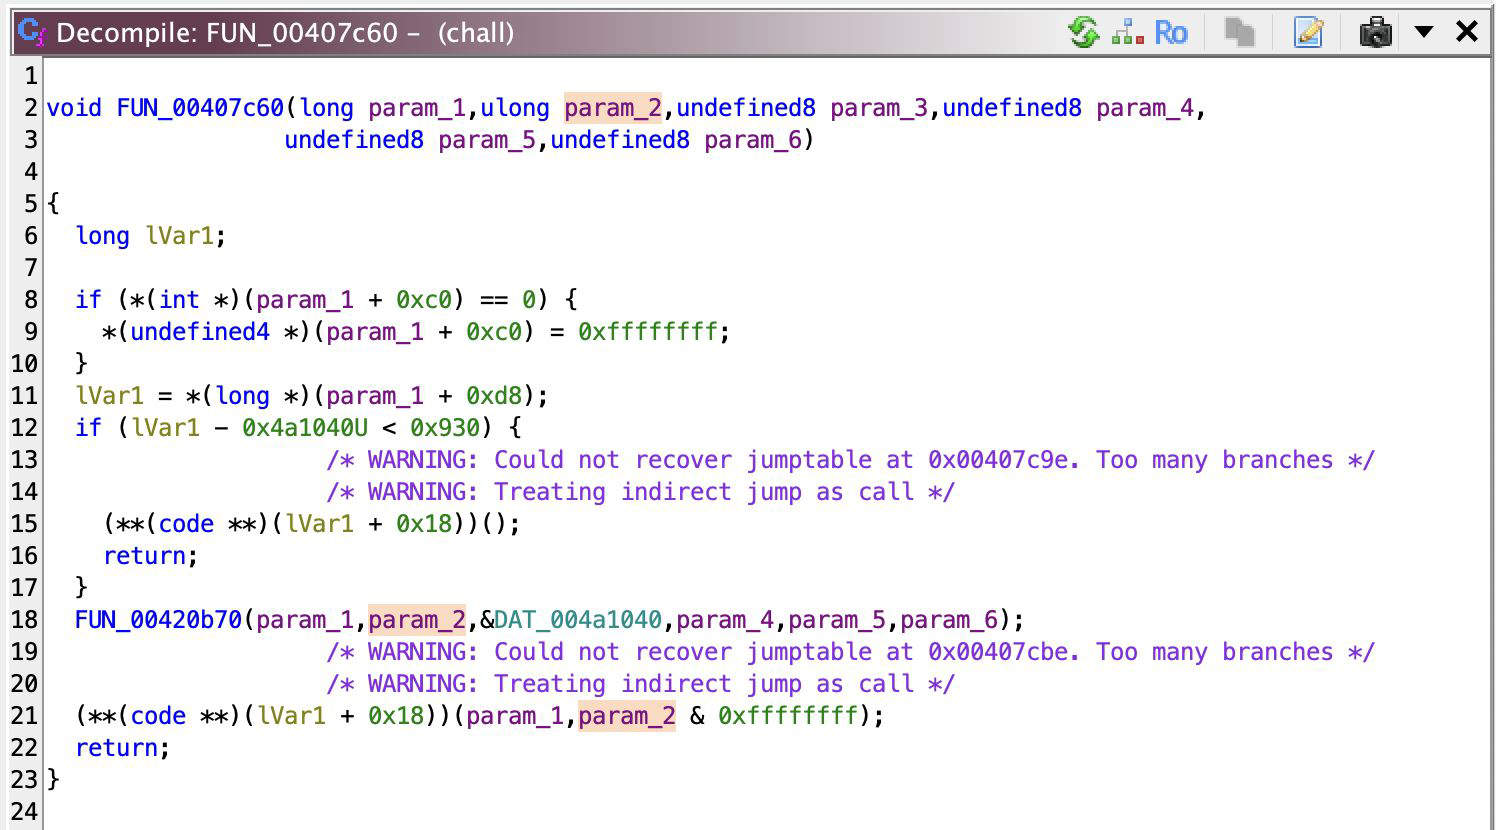 Decompile: FUN_00407c60 – (chall)
Ro
1
2 void FUN_00407c60(long param_1,ulong param_2,undefined8 param_3,undefined8 param_4,
3                  undefined8 param_5,undefined8 param_6)
4
5 {
6   long lVar1;
7
8   if (*(int *)(param_1 + 0xc0) == 0) {
9     *(undefined4 *)(param_1 + 0xc0) = 0xffffffff;
10   }
11   lVar1 = *(long *)(param_1 + 0xd8);
12   if (lVar1 - 0x4a1040U < 0x930) {
13                     /* WARNING: Could not recover jumptable at 0x00407c9e. Too many branches */
14                     /* WARNING: Treating indirect jump as call */
15     (**(code **)(lVar1 + 0x18))();
16     return;
17   }
18   FUN_00420b70(param_1,param_2,&DAT_004a1040,param_4,param_5,param_6);
19                     /* WARNING: Could not recover jumptable at 0x00407cbe. Too many branches */
20                     /* WARNING: Treating indirect jump as call */
21   (**(code **)(lVar1 + 0x18))(param_1,param_2 & 0xffffffff);
22   return;
23 }
24